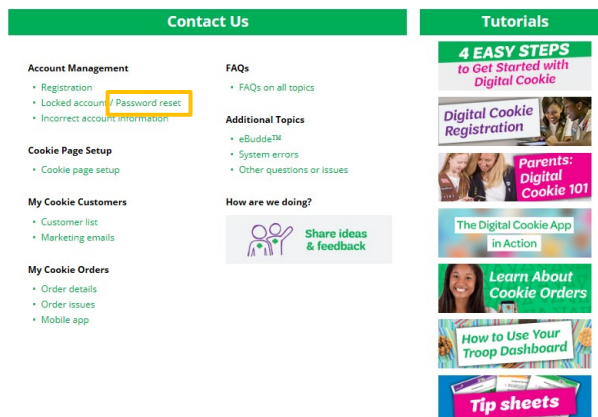 Contact Us
Account Management
Registration
Locked account / Password reset
Incorrect account information
Cookie Page Setup
Cookie page setup
My Cookie Customers
Customer list
Marketing emails
My Cookie Orders
Order details
Order issues
Mobile app
FAQs
FAQs on all topics
Additional Topics
eBudde™
System errors
Other questions or issues
How are we doing?
Share ideas
& feedback
Tutorials
4 EASY STEPS
to Get Started with
Digital Cookie
Digital Cookie
Registration
Parents:
Digital
Cookie 101
The Digital Cookie App
in Action
Learn About
Cookie Orders
How to Use Your
Troop Dashboard
Tip sheets